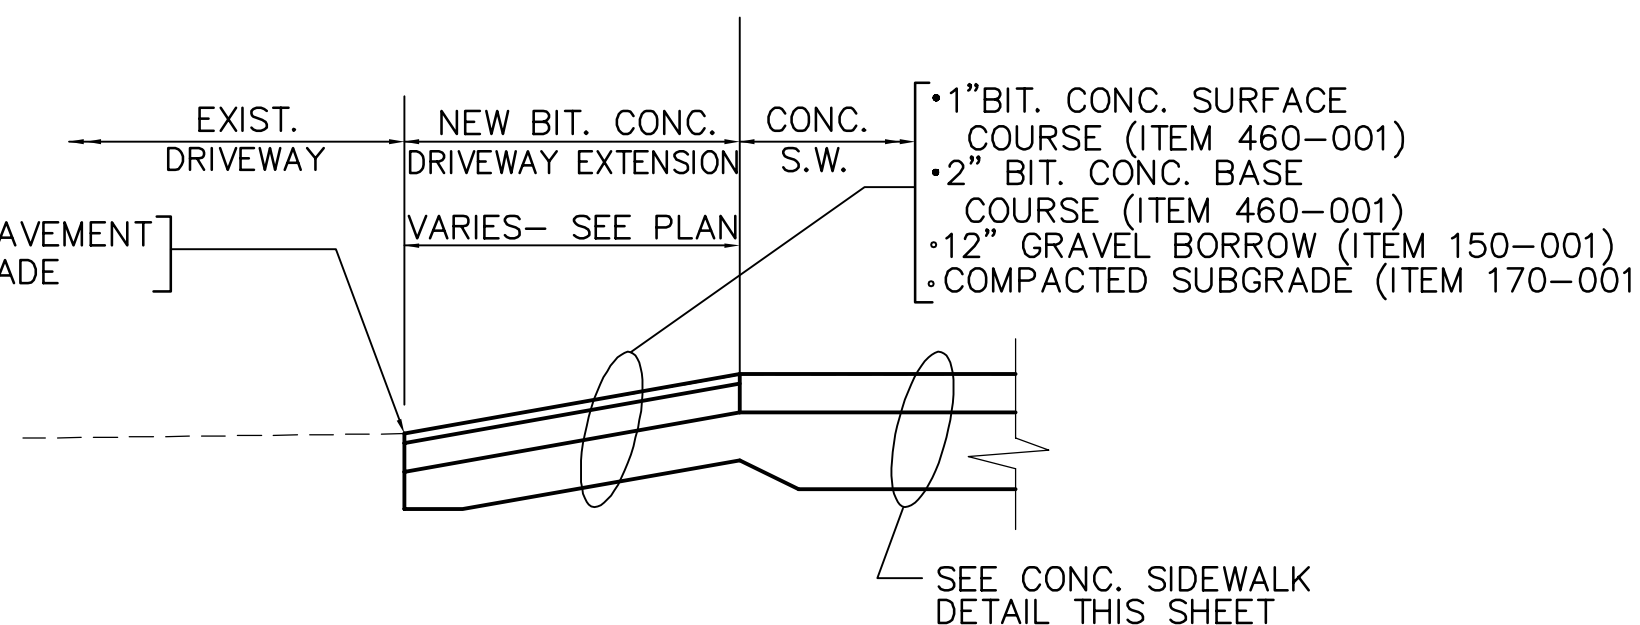 EXIST.
DRIVEWAY
NEW BIT. CONC.
DRIVEWAY EXTENSION
CONC.
S.W.
VARIES- SEE PLAN
AVEMENT
ADE
•1”BIT. CONC. SURFACE
COURSE (ITEM 460-001)
•2” BIT. CONC. BASE
COURSE (ITEM 460-001)
◦12” GRAVEL BORROW (ITEM 150-001)
◦COMPACTED SUBGRADE (ITEM 170-001
SEE CONC. SIDEWALK
DETAIL THIS SHEET